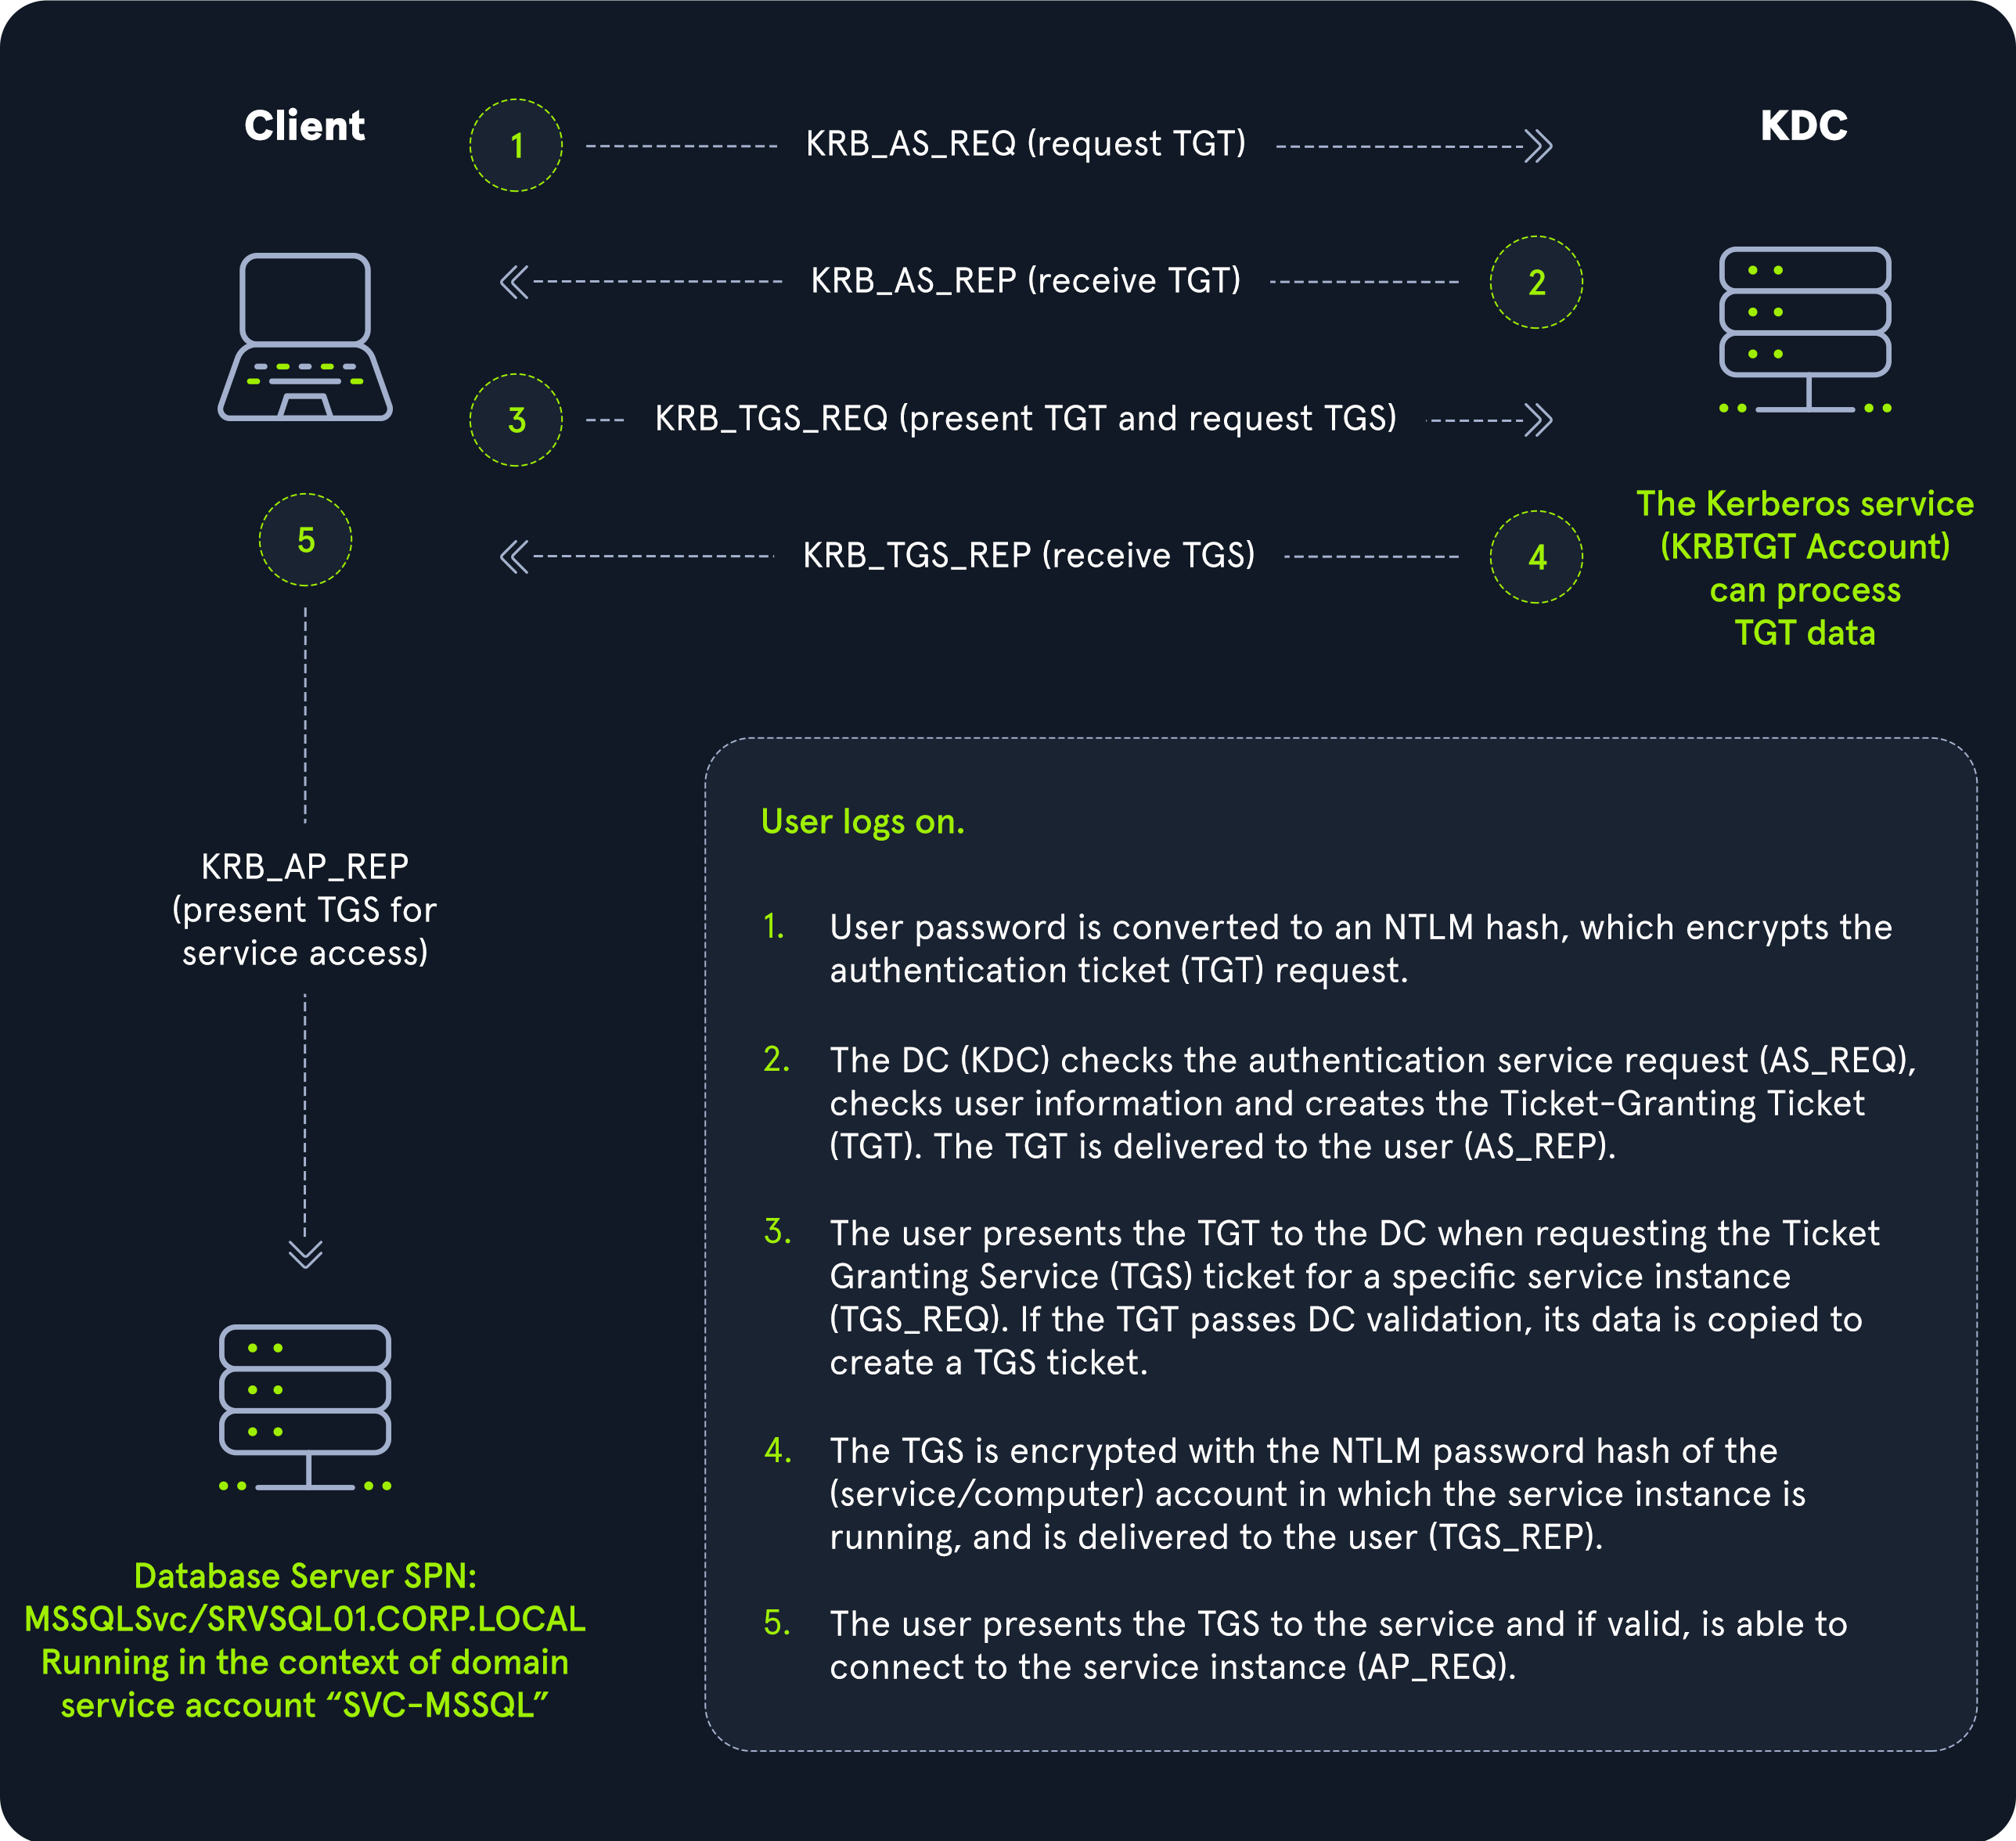 Client
1
KRB_AS_REQ (request TGT)
KDC
KRB_AS_REP (receive TGT)
2
3
KRB_TGS_REQ (present TGT and request TGS)
5
KRB_TGS_REP (receive TGS)
4
The Kerberos service
(KRBTGT Account)
can process
TGT data
KRB_AP_REP
(present TGS for
service access)
Database Server SPN:
MSSQLSvc/SRVSQL01.CORP.LOCAL
Running in the context of domain
service account “SVC-MSSQL”
User logs on.
1. User password is converted to an NTLM hash, which encrypts the
authentication ticket (TGT) request.
2. The DC (KDC) checks the authentication service request (AS_REQ),
checks user information and creates the Ticket-Granting Ticket
(TGT). The TGT is delivered to the user (AS_REP).
3. The user presents the TGT to the DC when requesting the Ticket
Granting Service (TGS) ticket for a specific service instance
(TGS_REQ). If the TGT passes DC validation, its data is copied to
create a TGS ticket.
4. The TGS is encrypted with the NTLM password hash of the
(service/computer) account in which the service instance is
running, and is delivered to the user (TGS_REP).
5. The user presents the TGS to the service and if valid, is able to
connect to the service instance (AP_REQ).